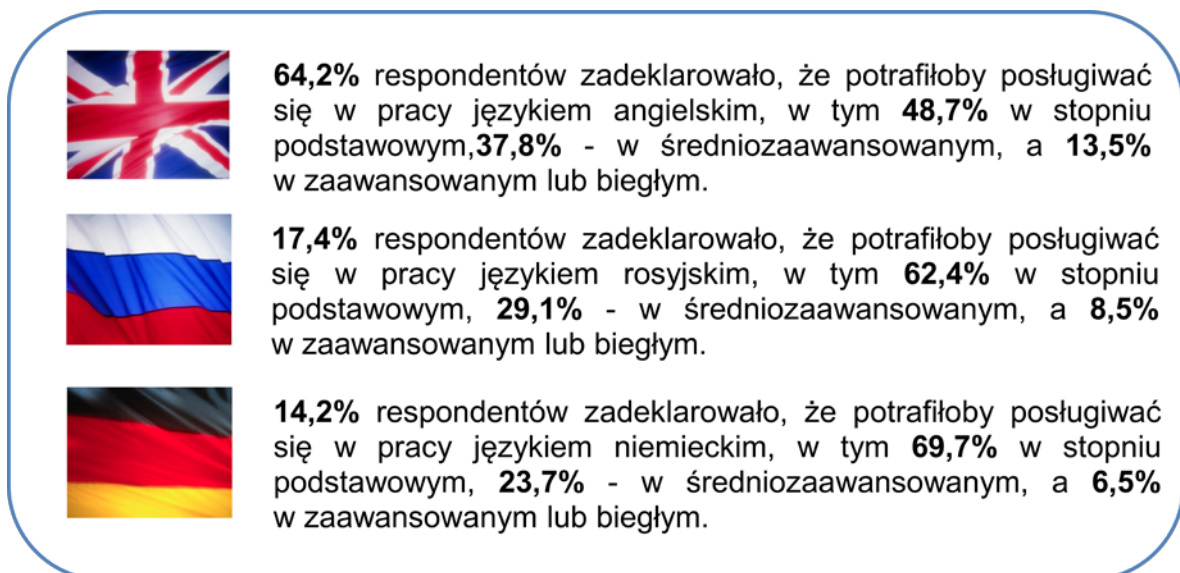 64,2% respondentów zadeklarowało, że potrafiłoby posługiwać
się w pracy językiem angielskim, w tym 48,7% w stopniu
podstawowym,37,8% - w średniozaawansowanym, a 13,5%
w zaawansowanym lub biegłym.
17,4% respondentów zadeklarowało, że potrafiłoby posługiwać
się w pracy językiem rosyjskim, w tym 62,4% w stopniu
podstawowym, 29,1% - w średniozaawansowanym, a 8,5%
w zaawansowanym lub biegłym.
14,2% respondentów zadeklarowało, że potrafiłoby posługiwać
się w pracy językiem niemieckim, w tym 69,7% w stopniu
podstawowym, 23,7% - w średniozaawansowanym, a 6,5%
w zaawansowanym lub biegłym.